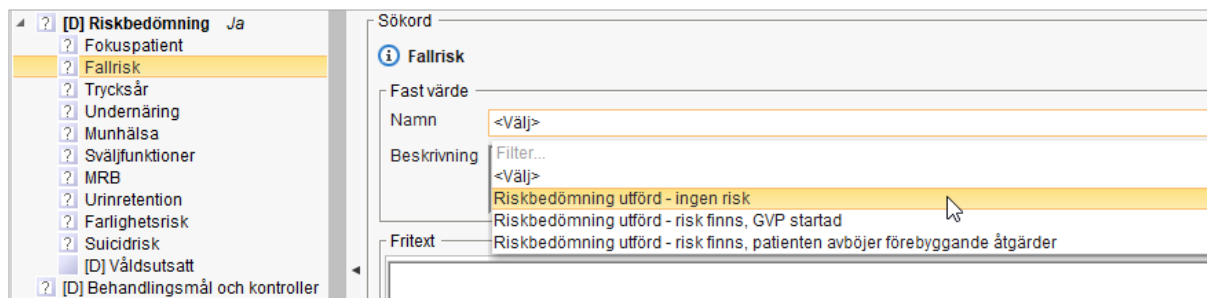 [D] Riskbedömning Ja
Fokuspatient
Fallrisk
Trycksår
Undernäring
Munhälsa
Sväljfunktioner
MRB
Urinretention
Farlighetsrisk
Suicidrisk
[D] Våldsutsatt
[D] Behandlingsmål och kontroller
Sökord
Fallrisk
Fast värde
Namn <Välj>
Beskrivning Filter...
<Välj>
Riskbedömning utförd - ingen risk
Riskbedömning utförd - risk finns, GVP startad
Riskbedömning utförd - risk finns, patienten avböjer förebyggande åtgärder
Fritext